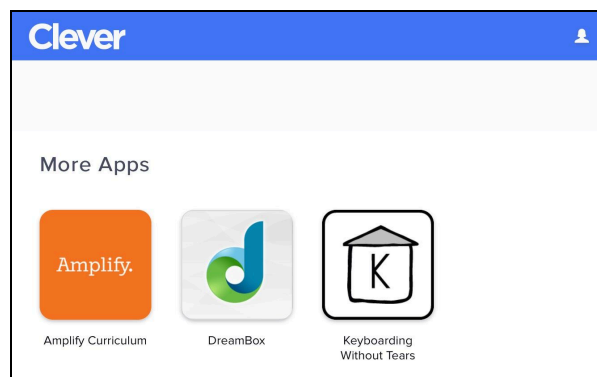 Clever
More Apps
Amplify.
K
Amplify Curriculum
DreamBox
Keyboarding
Without Tears